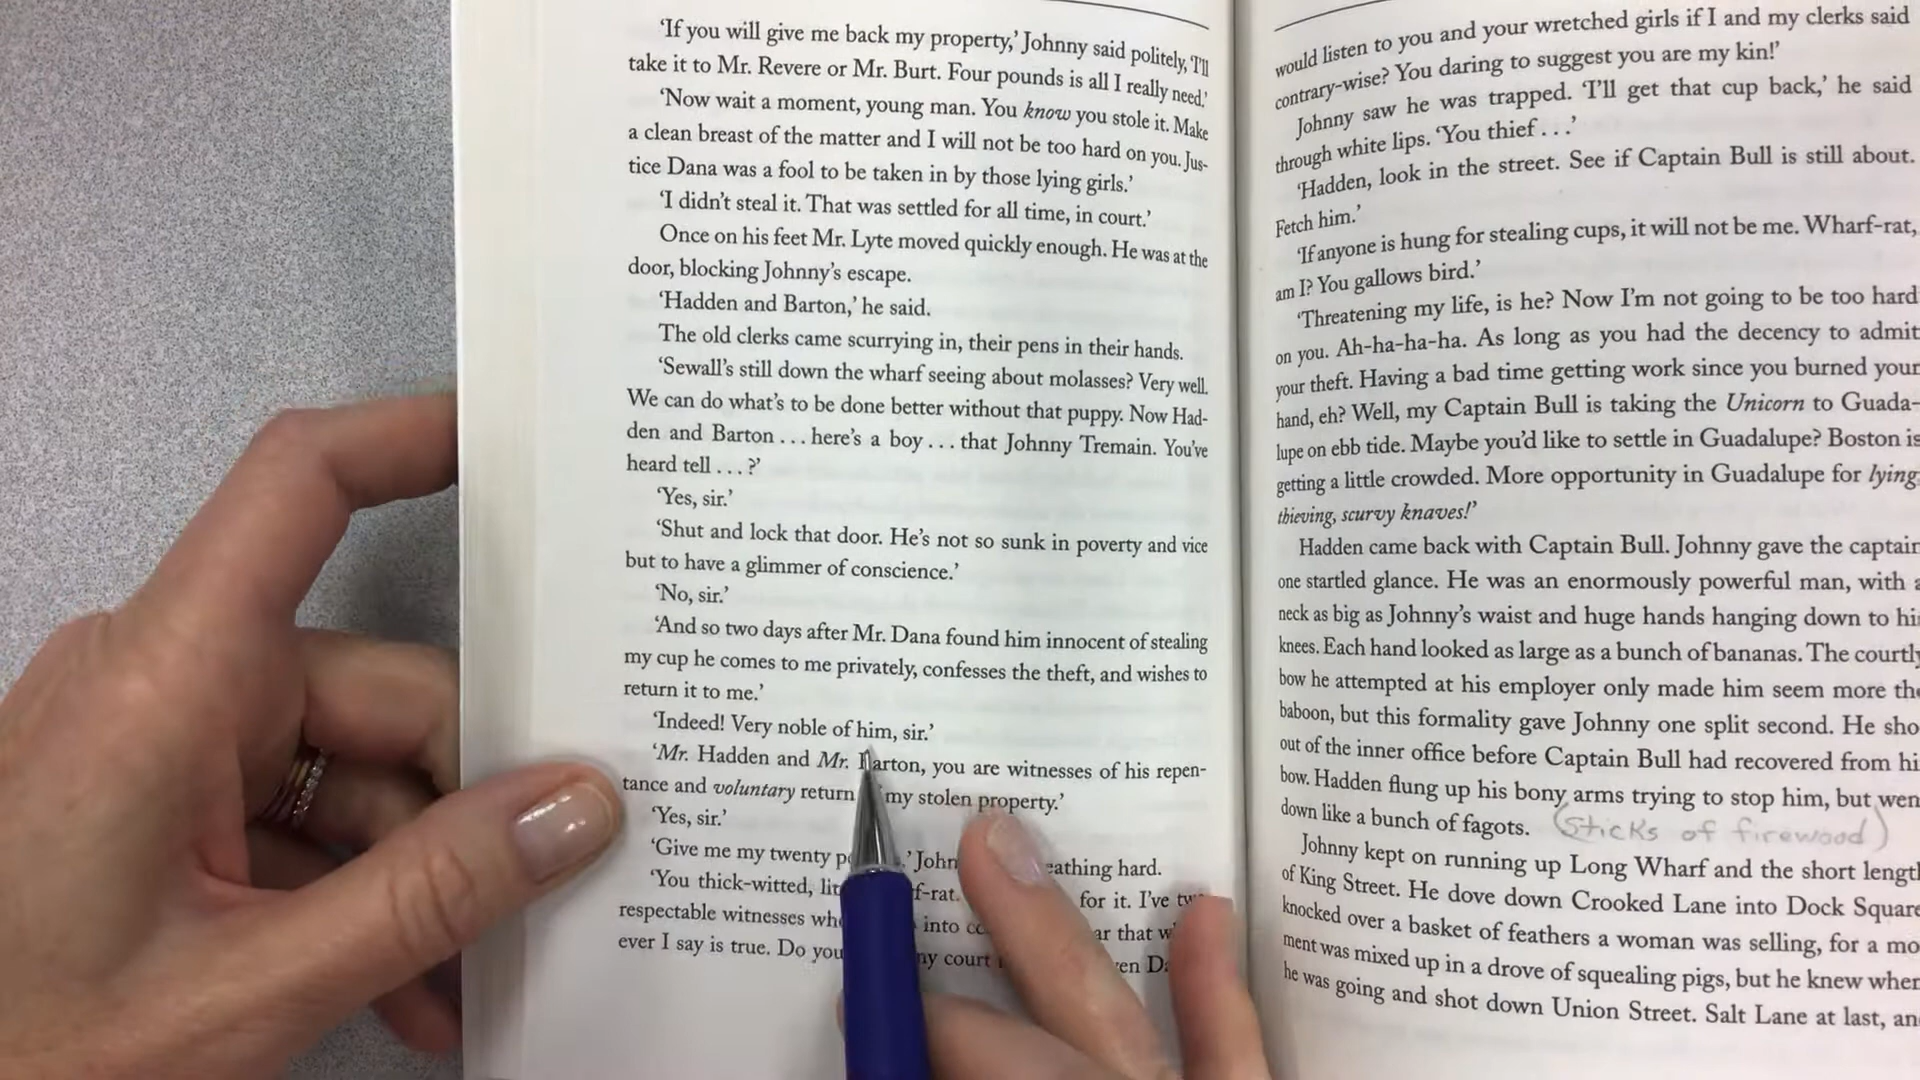 ‘If you will give me back my property,’ Johnny said politely, ‘I’ll
take it to Mr. Revere or Mr. Burt. Four pounds is all I really need.’
‘Now wait a moment, young man. You know you stole it. Make
a clean breast of the matter and I will not be too hard on you. Jus-
tice Dana was a fool to be taken in by those lying girls.’
‘I didn’t steal it. That was settled for all time, in court.’
Once on his feet Mr. Lyte moved quickly enough. He was at the
door, blocking Johnny’s escape.
‘Hadden and Barton,’ he said.
The old clerks came scurrying in, their pens in their hands.
‘Sewall’s still down the wharf seeing about molasses? Very well.
We can do what’s to be done better without that puppy. Now Had-
den and Barton . . . here’s a boy . . . that Johnny Tremain. You’ve
heard tell . . . ?’
‘Yes, sir.’
‘Shut and lock that door. He’s not so sunk in poverty and vice
but to have a glimmer of conscience.’
‘No, sir.’
‘And so two days after Mr. Dana found him innocent of stealing
my cup he comes to me privately, confesses the theft, and wishes to
return it to me.’
‘Indeed! Very noble of him, sir.’
‘Mr. Hadden and Mr. Barton, you are witnesses of his repen-
tance and voluntary return my stolen property.’
‘Yes, sir.’
‘Give me my twenty hard.
‘You thick-witted, for it. I’ve
respectable witnesses into that
ever I say is true. Do you court
would listen to you and your wretched girls if I and my clerks said
contrary-wise? You daring to suggest you are my kin!’
Johnny saw he was trapped. ‘I’ll get that cup back,’ he said
through white lips. ‘You thief . . .’
‘Hadden, look in the street. See if Captain Bull is still about.
Fetch him.’
‘If anyone is hung for stealing cups, it will not be me. Wharf-rat,
am I? You gallows bird.’
‘Threatening my life, is he? Now I’m not going to be too hard
on you. Ah-ha-ha-ha. As long as you had the decency to admit
your theft. Having a bad time getting work since you burned your
hand, eh? Well, my Captain Bull is taking the Unicorn to Guada-
lupe on ebb tide. Maybe you’d like to settle in Guadalupe? Boston is
getting a little crowded. More opportunity in Guadalupe for lying,
thieving, scurvy knaves!’
Hadden came back with Captain Bull. Johnny gave the captain
one startled glance. He was an enormously powerful man, with a
neck as big as Johnny’s waist and huge hands hanging down to his
knees. Each hand looked as large as a bunch of bananas. The courtly
bow he attempted at his employer only made him seem more the
baboon, but this formality gave Johnny one split second. He sho
out of the inner office before Captain Bull had recovered from hi
bow. Hadden flung up his bony arms trying to stop him, but wen
down like a bunch of fagots. (sticks of firewood)
Johnny kept on running up Long Wharf and the short length
of King Street. He dove down Crooked Lane into Dock Square
knocked over a basket of feathers a woman was selling, for a mo
ment was mixed up in a drove of squealing pigs, but he knew wher
he was going and shot down Union Street. Salt Lane at last, an